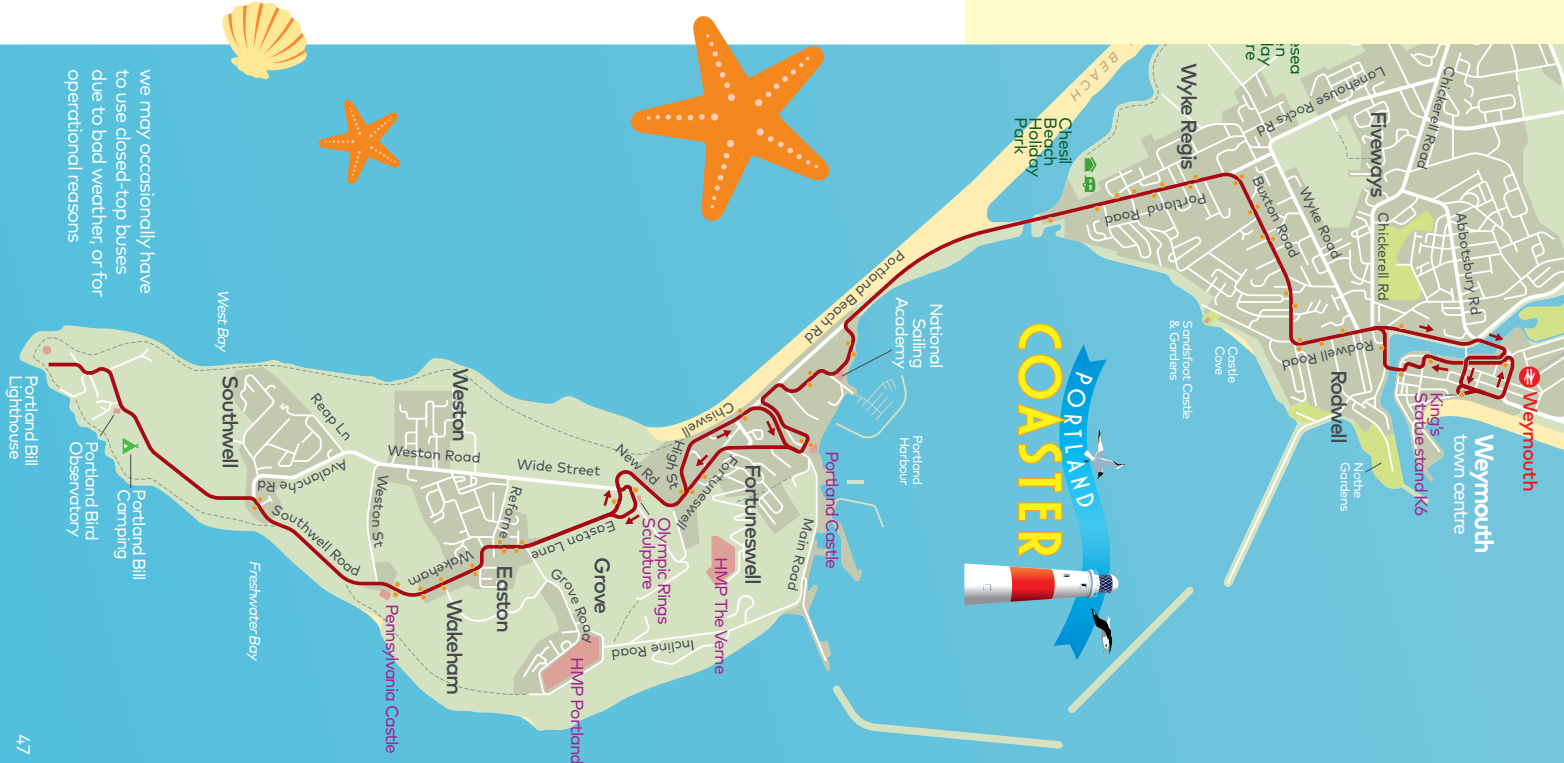 Weymouth
Weymouth
town centre
King's
Statue stand K6
Abbotsbury Rd
Chickerell Road
Chickerell Rd
Fiveways
Lanehouse Rocks Rd
Wyke Road
Buxton Road
Rodwell Road
Rodwell
Nothe
Gardens
Castle
Cove
Sandsfoot Castle
& Gardens
Wyke Regis
Portland Road
BEACH
Chesil
Beach
Holiday
Park
PORTLAND
COASTER
Portland Beach Rd
National
Sailing
Academy
Portland
Harbour
Portland Castle
Main Road
Chiswell
High St
Fortuneswell
Fortuneswell
HMP The Verne
New Rd
Olympic Rings
Sculpture
Incline Road
Grove
Grove Road
HMP Portland
Easton Lane
Wide Street
Reforne
Easton
Weston
Weston Road
Weston St
Wakeham
Wakeham
Pennsylvania Castle
Reap Ln
Avalanche Rd
Southwell Road
Southwell
West Bay
Freshwater Bay
Portland Bill
Camping
Portland Bird
Observatory
Portland Bill
Lighthouse
we may occasionally have
to use closed-top buses
due to bad weather, or for
operational reasons
47